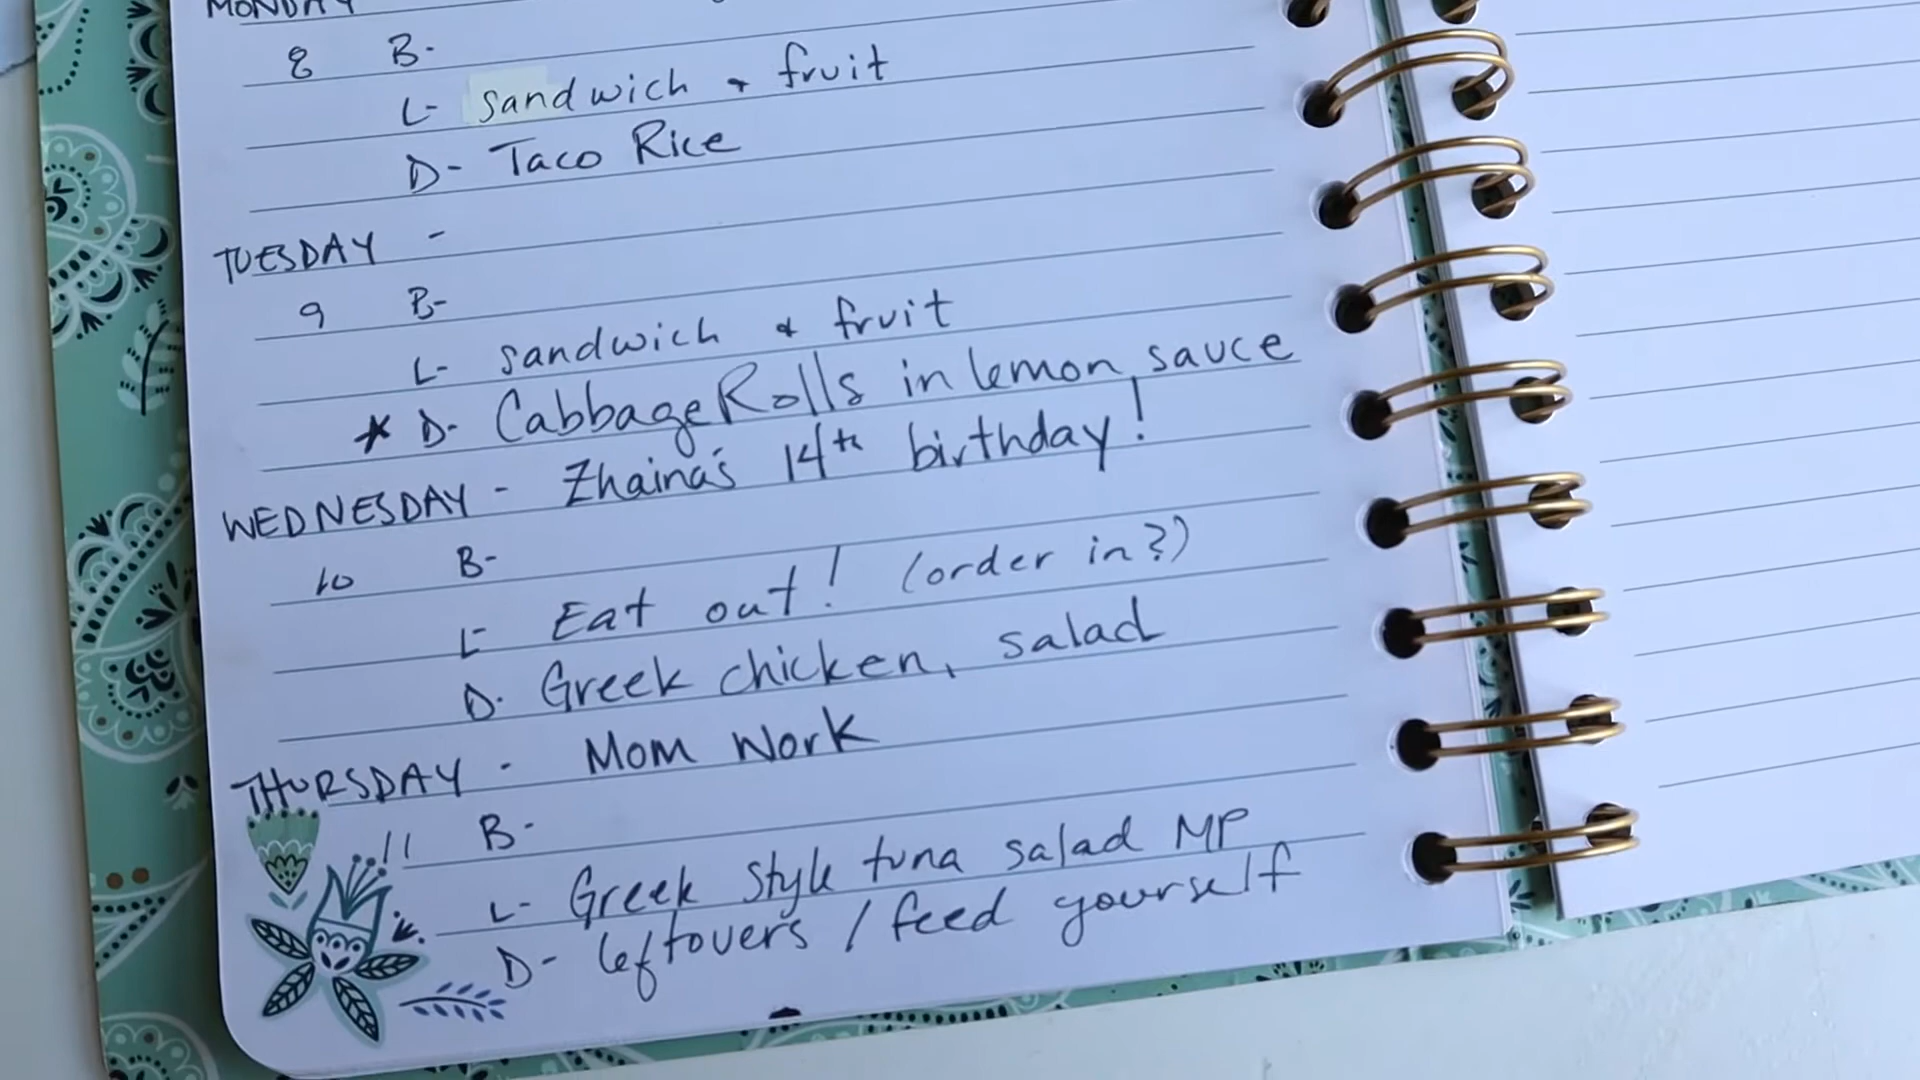 MONDAY
8 B-
L- sandwich & fruit
D- Taco Rice
TUESDAY -
9 B-
L- sandwich & fruit
* D- Cabbage Rolls in lemon sauce
WEDNESDAY - Zhaina's 14th birthday!
10 B-
L- Eat out! (order in?)
D. Greek chicken, salad
THURSDAY - Mom Work
11 B-
L- Greek Style tuna salad MP
D- leftovers / feed yourself